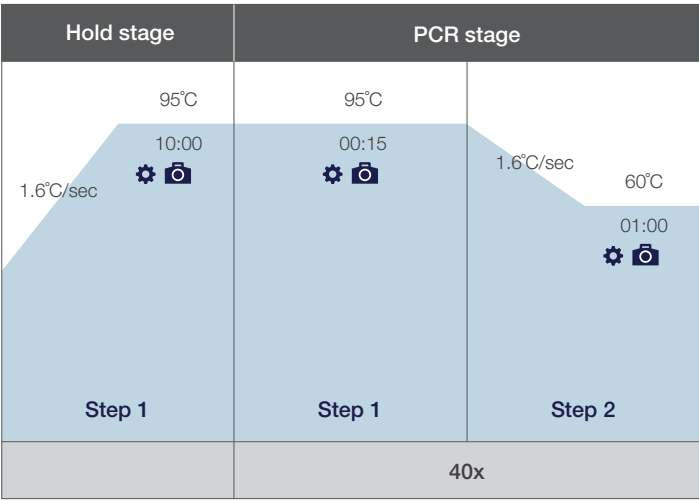 Hold stage
PCR stage
95°C
95°C
10:00
00:15
1.6°C/sec
1.6°C/sec
60°C
01:00
Step 1
Step 1
Step 2
40x